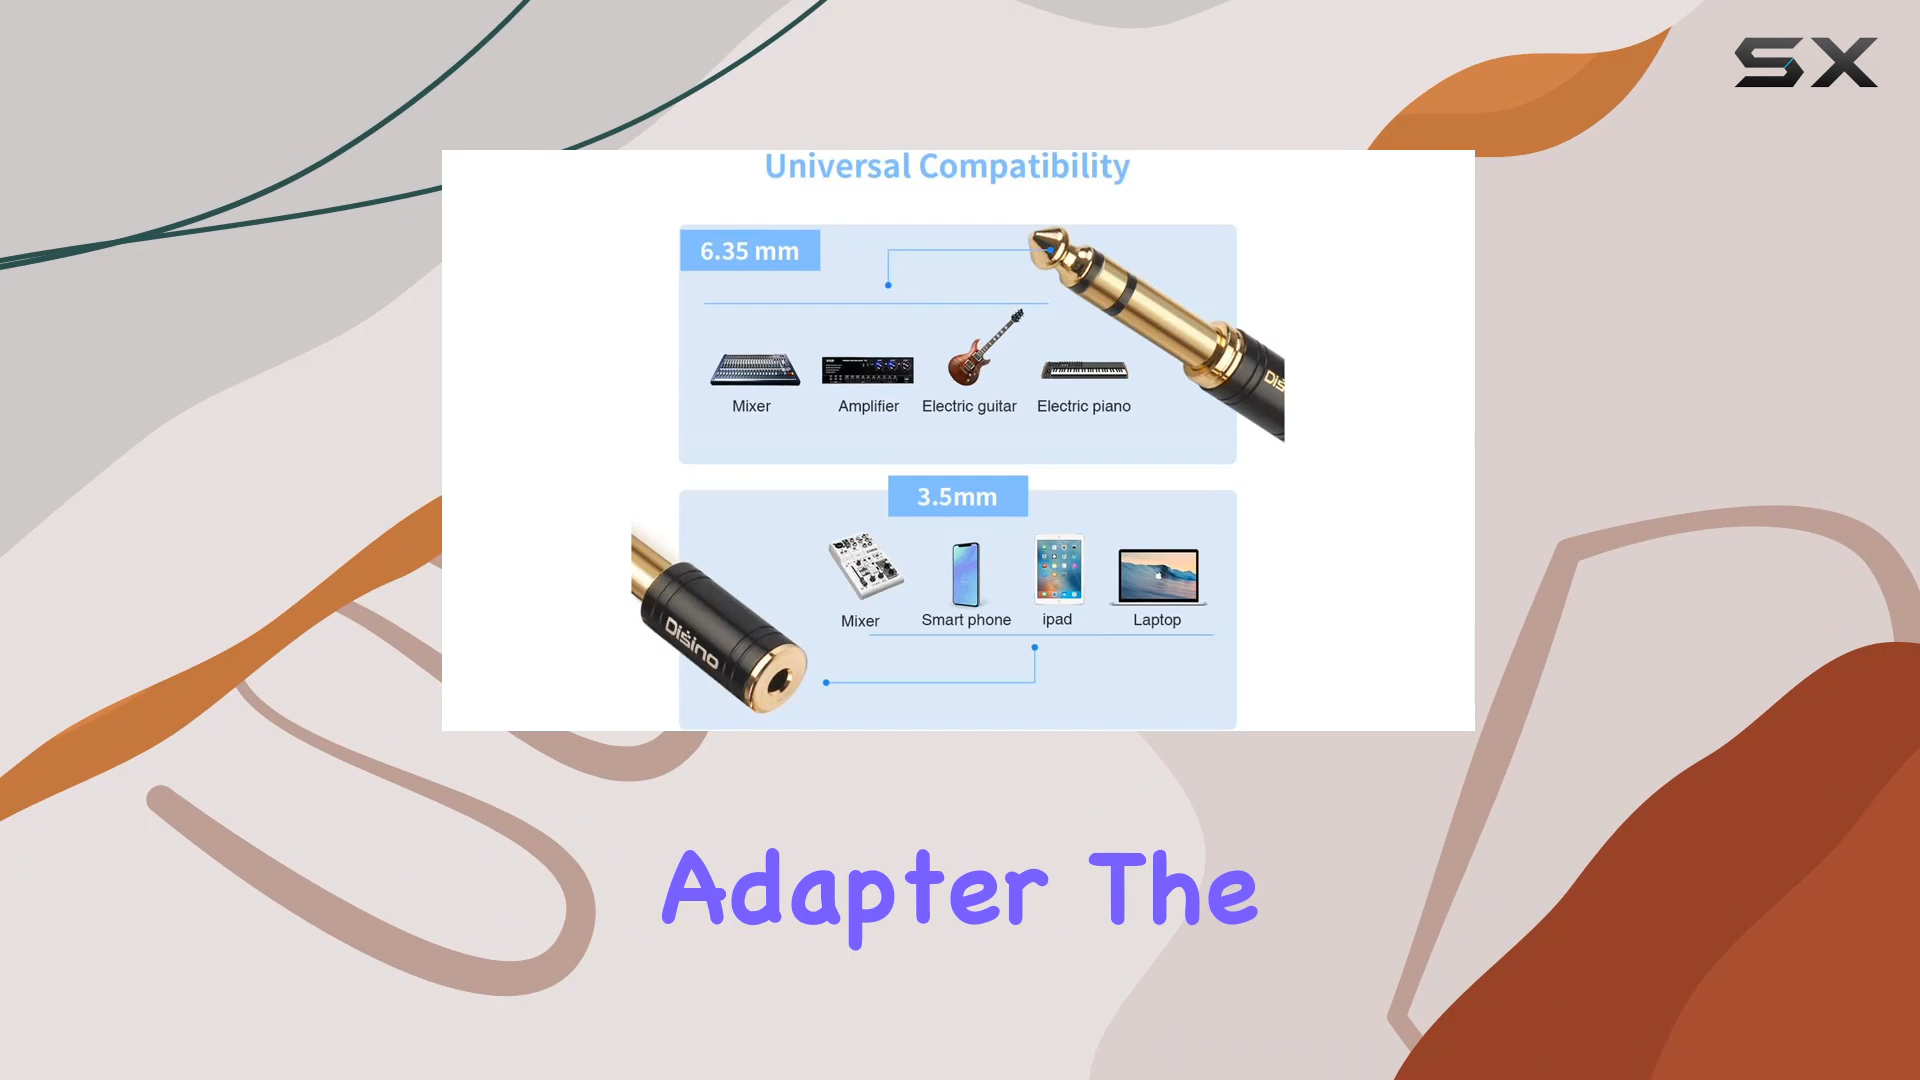 SX
Universal Compatibility
6.35 mm
Mixer
Amplifier
Electric guitar
Electric piano
3.5mm
Mixer
Smart phone
ipad
Laptop
Disino
Adapter The